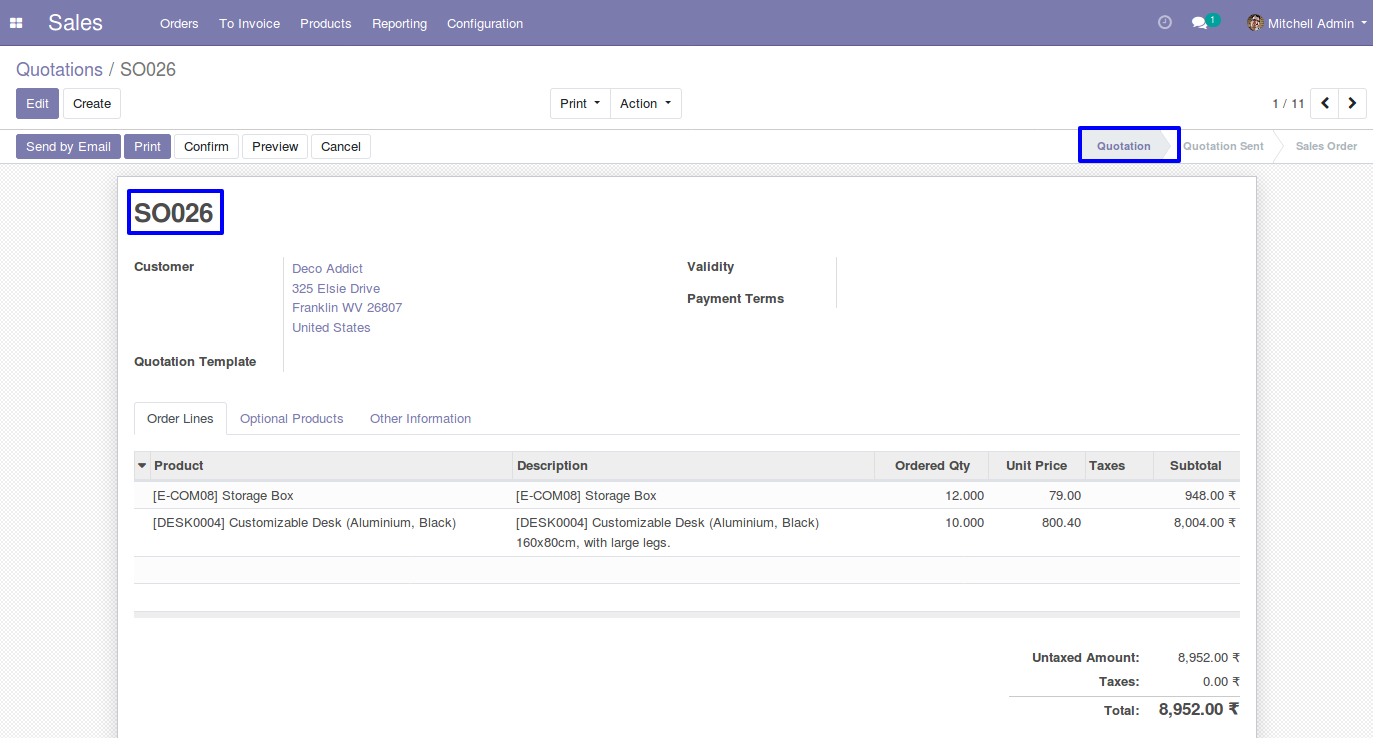 Sales Orders To Invoice Products Reporting Configuration 1 Mitchell Admin
Quotations / SO026
Edit Create Print Action 1 / 11
Send by Email Print Confirm Preview Cancel Quotation Quotation Sent Sales Order
SO026
Customer Deco Addict Validity
325 Elsie Drive
Franklin WV 26807 Payment Terms
United States
Quotation Template
Order Lines Optional Products Other Information
Product Description Ordered Qty Unit Price Taxes Subtotal
[E-COM08] Storage Box [E-COM08] Storage Box 12.000 79.00 948.00 ₹
[DESK0004] Customizable Desk (Aluminium, Black) [DESK0004] Customizable Desk (Aluminium, Black) 10.000 800.40 8,004.00 ₹
160x80cm, with large legs.
Untaxed Amount: 8,952.00 ₹
Taxes: 0.00 ₹
Total: 8,952.00 ₹